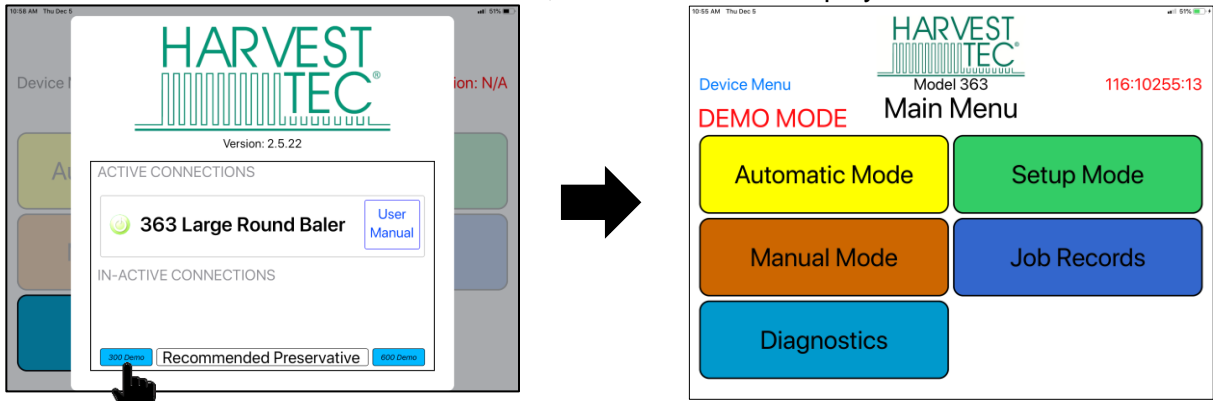 10:58 AM Thu Dec 5
51%
HARVEST
TEC®
Device
ion: N/A
Version: 2.5.22
ACTIVE CONNECTIONS
363 Large Round Baler
User
Manual
IN-ACTIVE CONNECTIONS
300 Demo
Recommended Preservative
600 Demo
10:55 AM Thu Dec 5
51%
HARVEST
TEC®
Device Menu
Model 363
116:10255:13
DEMO MODE
Main Menu
Automatic Mode
Setup Mode
Manual Mode
Job Records
Diagnostics